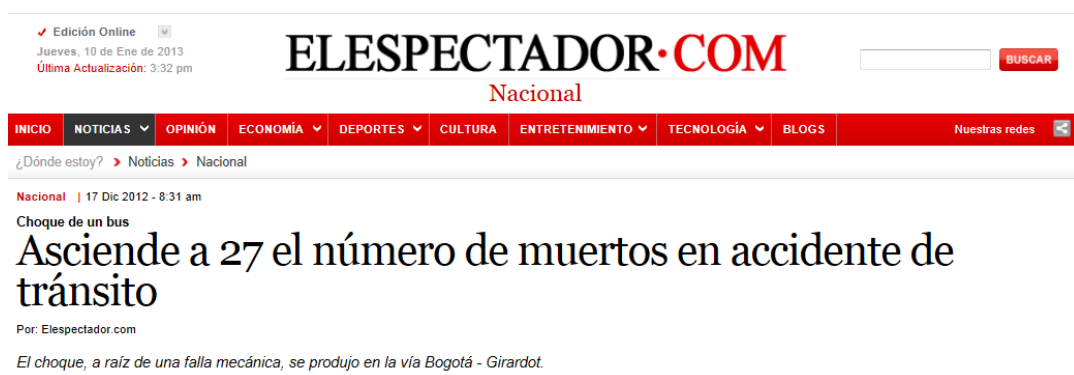 Edición Online
Jueves, 10 de Ene de 2013
Última Actualización: 3:32 pm
ELESPECTADOR·COM
Nacional
BUSCAR
INICIO NOTICIAS OPINIÓN ECONOMÍA DEPORTES CULTURA ENTRETENIMIENTO TECNOLOGÍA BLOGS Nuestras redes
¿Dónde estoy? Noticias Nacional
Nacional | 17 Dic 2012 - 8:31 am
Choque de un bus
Asciende a 27 el número de muertos en accidente de
tránsito
Por: Elespectador.com
El choque, a raíz de una falla mecánica, se produjo en la vía Bogotá - Girardot.